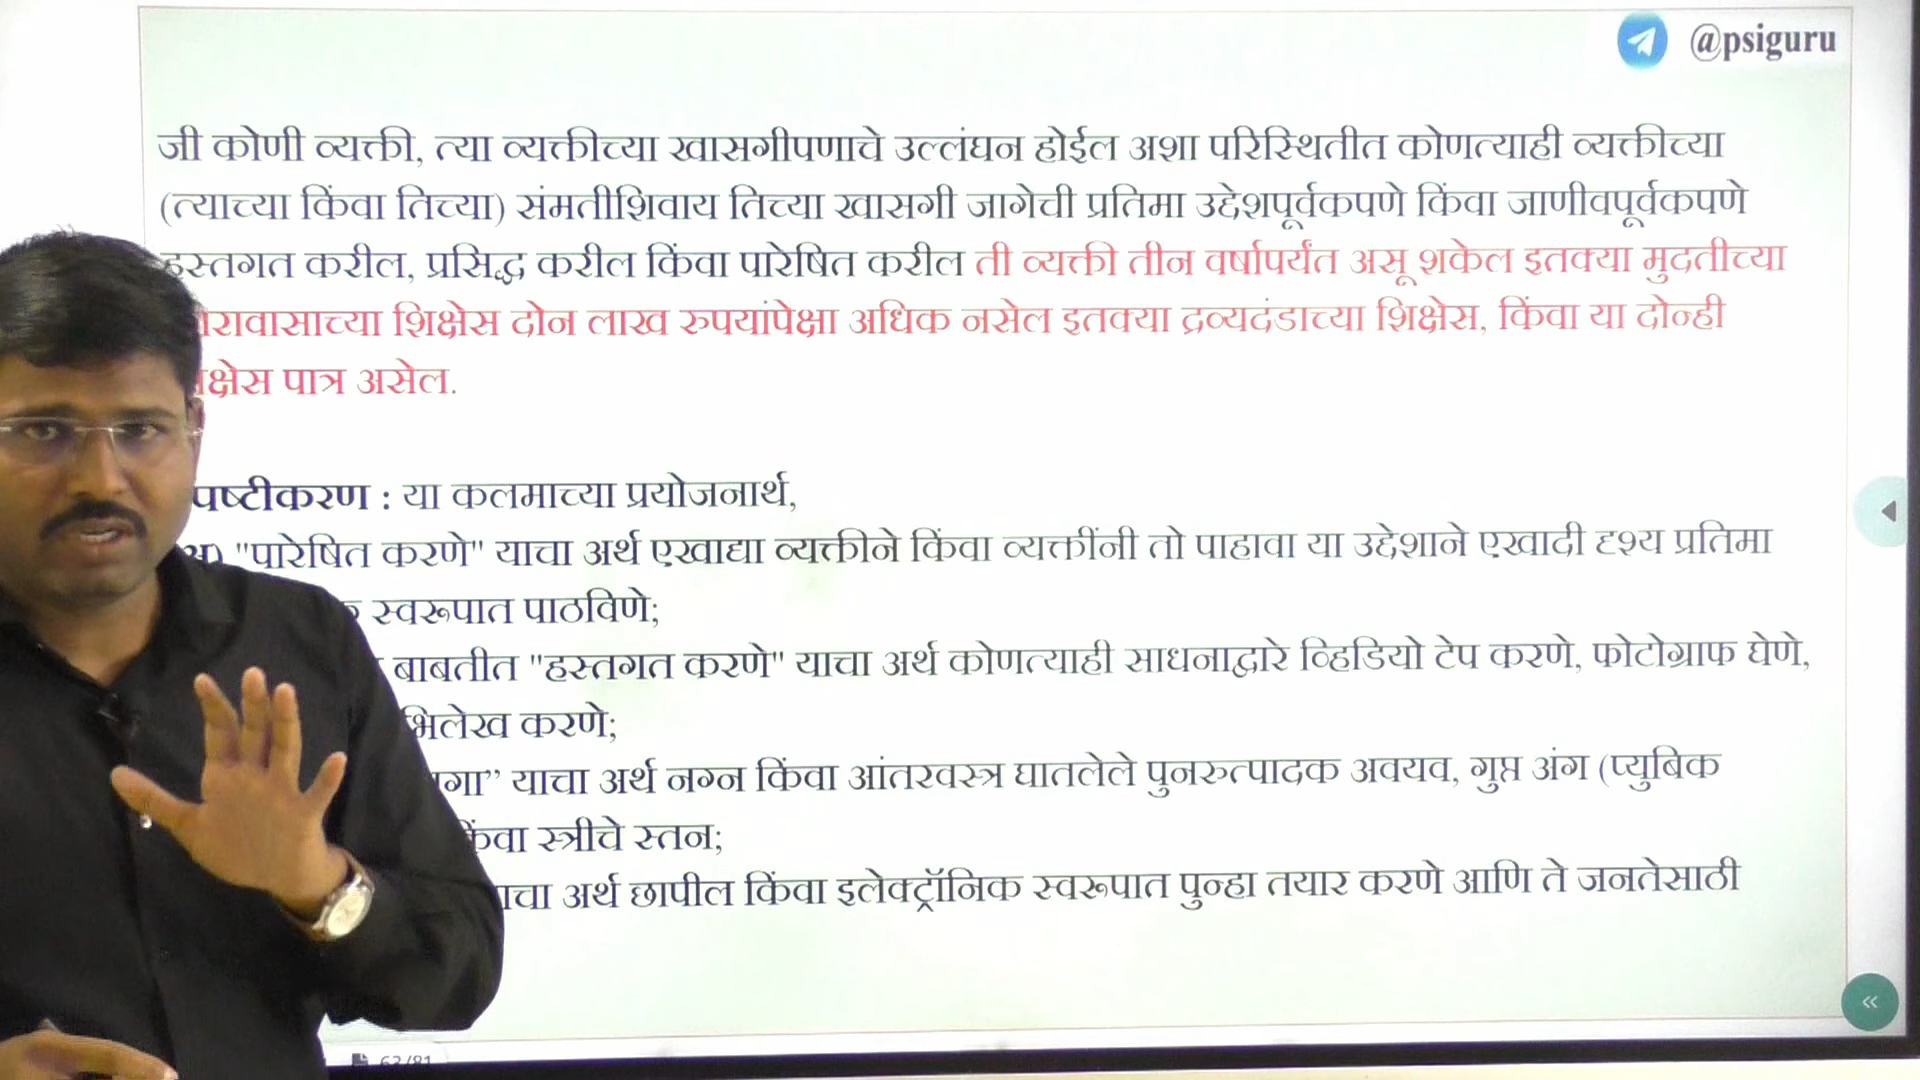 @psiguru
जी कोणी व्यक्ती, त्या व्यक्तीच्या खासगीपणाचे उल्लंघन होईल अशा परिस्थितीत कोणत्याही व्यक्तीच्या
(त्याच्या किंवा तिच्या) संमतीशिवाय तिच्या खासगी जागेची प्रतिमा उद्देशपूर्वकपणे किंवा जाणीवपूर्वकपणे
हस्तगत करील, प्रसिद्ध करील किंवा पारेषित करील ती व्यक्ती तीन वर्षापर्यंत असू शकेल इतक्या मुदतीच्या
शिक्षेस दोन लाख रुपयांपेक्षा अधिक नसेल इतक्या द्रव्यदंडाच्या शिक्षेस, किंवा या दोन्ही
पात्र असेल.
: या कलमाच्या प्रयोजनार्थ,
"पारेषित करणे" याचा अर्थ एखाद्या व्यक्तीने किंवा व्यक्तींनी तो पाहावा या उद्देशाने एखादी दृश्य प्रतिमा
स्वरूपात पाठविणे;
बाबतीत "हस्तगत करणे" याचा अर्थ कोणत्याही साधनाद्वारे व्हिडियो टेप करणे, फोटोग्राफ घेणे,
करणे;
याचा अर्थ नग्न किंवा आंतरवस्त्र घातलेले पुनरुत्पादक अवयव, गुप्त अंग (प्युबिक
स्त्रीचे स्तन;
अर्थ छापील किंवा इलेक्ट्रॉनिक स्वरूपात पुन्हा तयार करणे आणि ते जनतेसाठी